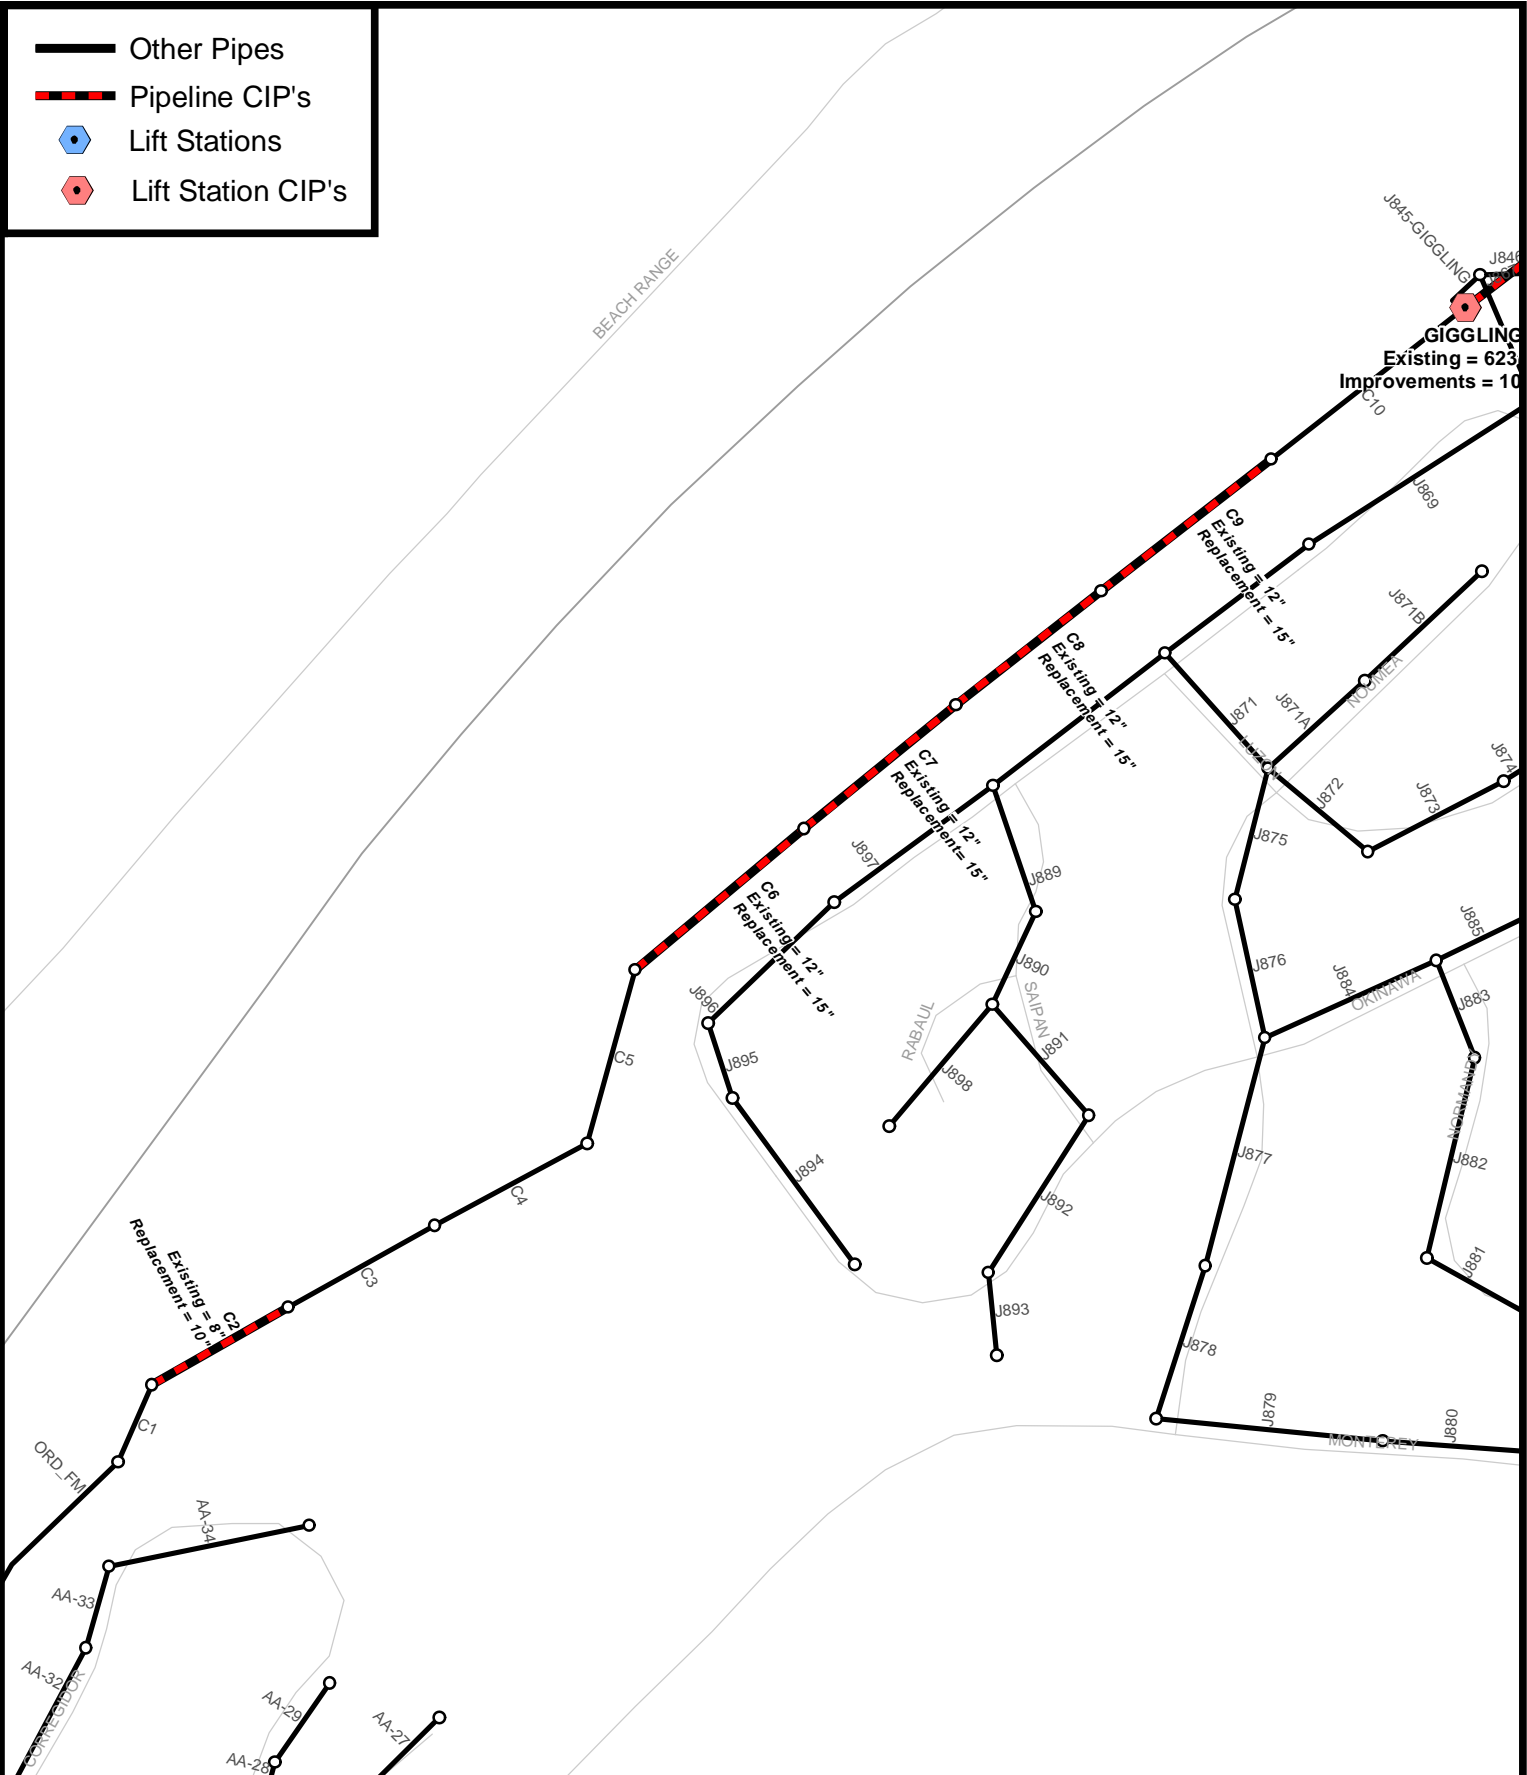 Other Pipes
Pipeline CIP's
Lift Stations
Lift Station CIP's
BEACH RANGE
J845-GIGGLING
J846
GIGGLING
Existing = 623
Improvements = 10
C10
J869
C9
Existing = 12"
Replacement = 15"
J871B
NOUMEA
J871A
J871
LUZON
C8
Existing = 12"
Replacement = 15"
J874
J872
J873
C7
Existing = 12"
Replacement= 15"
J875
J897
J889
C6
Existing = 12"
Replacement = 15"
J885
J876
J890
J884
OKINAWA
J883
J896
SAIPAN
RABAUL
J891
C5
J895
J898
NORMANDY
J877
J882
J894
C4
J892
Replacement = 10"
Existing = 8"
C2
C3
J881
J893
J878
J879
J880
MONTEREY
C1
ORD_FM
AA-34
AA-33
AA-32
CORREGIDOR
AA-29
AA-27
AA-28